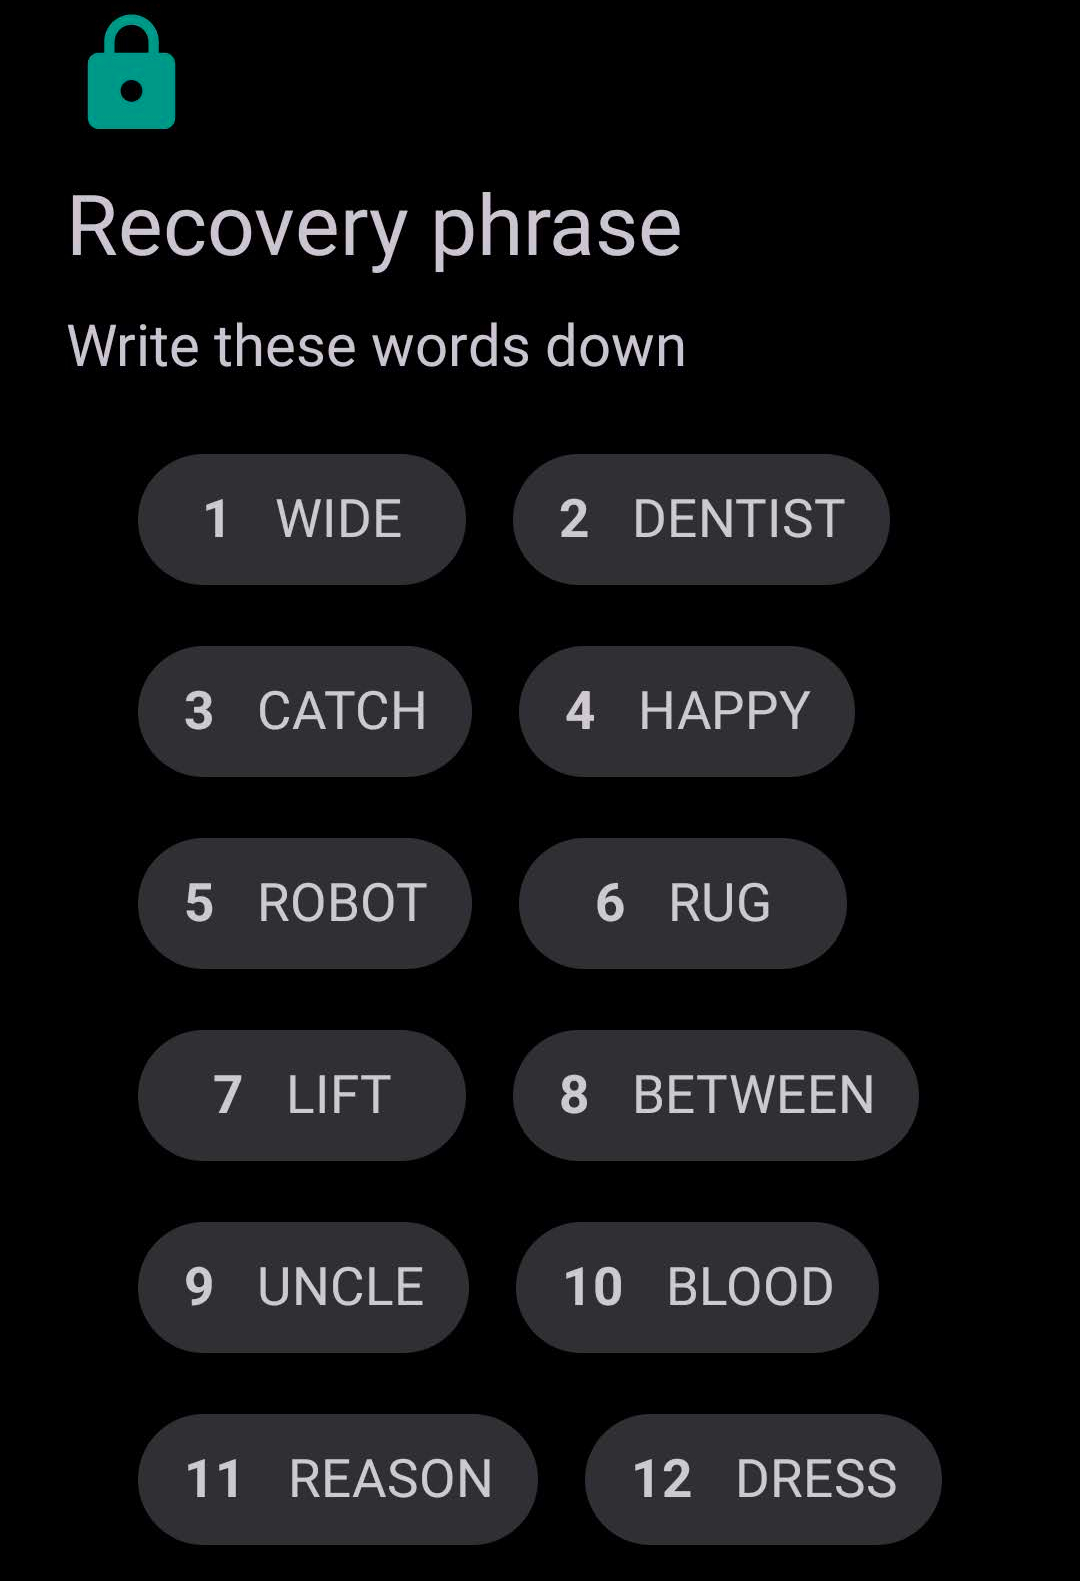 Recovery phrase
Write these words down
1 WIDE 2 DENTIST
3 CATCH 4 HAPPY
5 ROBOT 6 RUG
7 LIFT 8 BETWEEN
9 UNCLE 10 BLOOD
11 REASON 12 DRESS